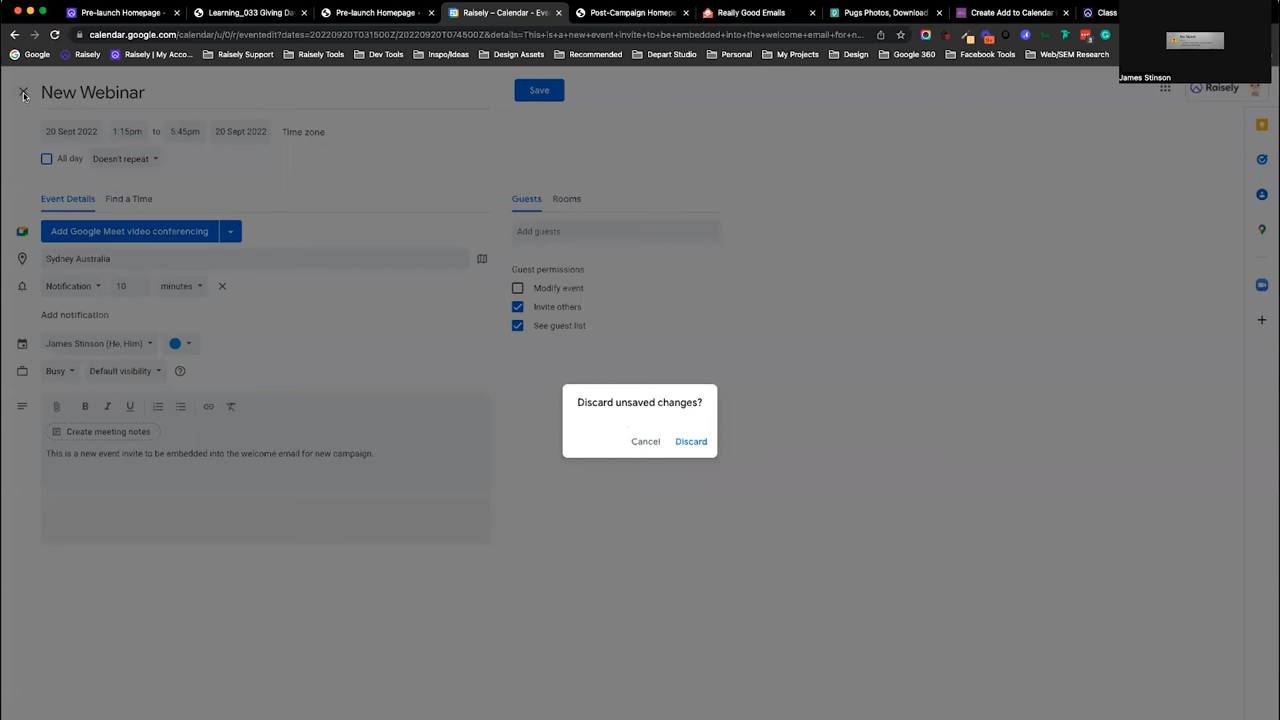 Pre-launch Homepage -
Learning_033 Giving Da
Pre-launch Homepage -
Raisely - Calendar - Eve
Post-Campaign Homep
Really Good Emails
Pugs Photos, Download
Create Add to Calendar
Class
calendar.google.com/calendar/u/0/r/eventedit?dates=20220920T031500Z/20220920T074500Z&details=This+is+a+new+event+invite+to+be+embedded+into+the+welcome+email+for+n...
Google
Raisely
Raisely | My Acco...
Raisely Support
Raisely Tools
Dev Tools
Inspo/Ideas
Design Assets
Recommended
Depart Studio
Personal
My Projects
Design
Google 360
Facebook Tools
Web/SEM Research
James Stinson
Raisely
New Webinar
Save
20 Sept 2022 1:15pm to 5:45pm 20 Sept 2022 Time zone
All day Doesn't repeat
Event Details Find a Time
Guests Rooms
Add Google Meet video conferencing
Add guests
Sydney Australia
Guest permissions
Notification 10 minutes
Modify event
Invite others
Add notification
See guest list
James Stinson (He, Him)
Busy Default visibility
Discard unsaved changes?
B I U
Create meeting notes
Cancel Discard
This is a new event invite to be embedded into the welcome email for new campaign.